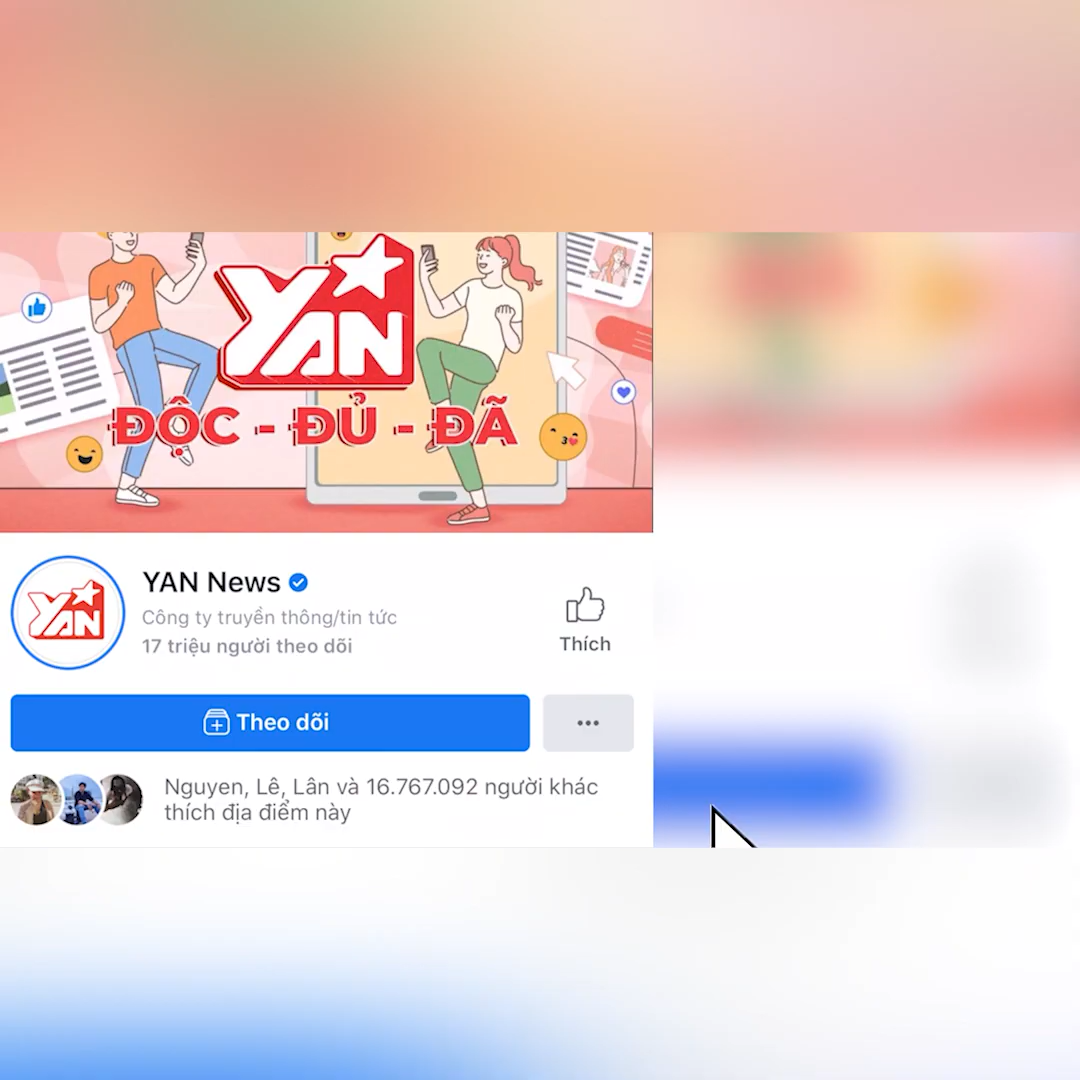 YAN
ĐỘC - ĐỦ - ĐÃ
YAN
YAN News
Công ty truyền thông/tin tức
17 triệu người theo dõi
Thích
Theo dõi
Nguyen, Lê, Lân và 16.767.092 người khác
thích địa điểm này